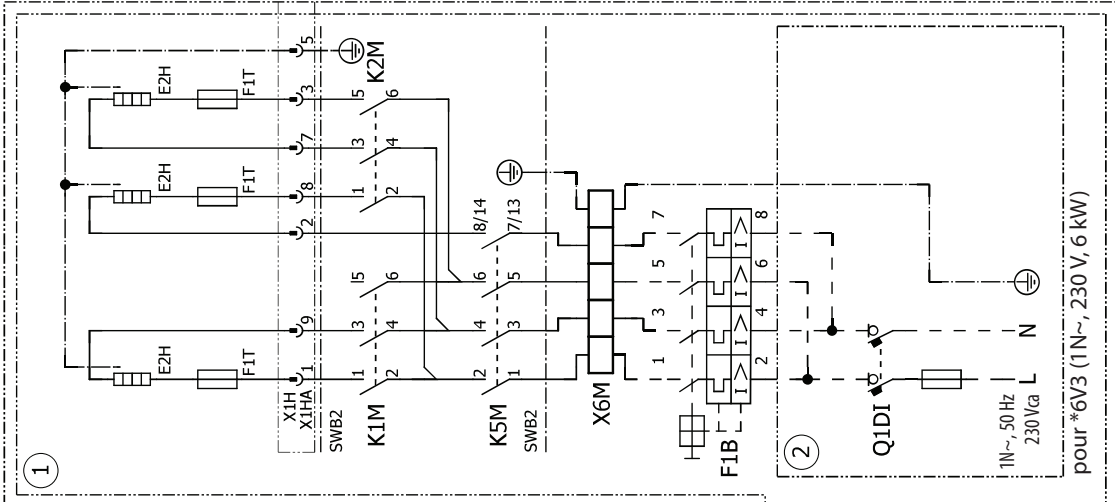 1
E2H
F1T
E2H
F1T
E2H
F1T
X1H
X1HA
1
9
2
8
7
3
5
SWB2
K1M
1
3
5
2
4
6
K2M
1
3
5
2
4
6
K5M
2
4
6
8/14
1
3
5
7/13
SWB2
X6M
1
3
5
7
F1B
I >
I >
I >
I >
2
4
6
8
2
Q1DI
1N~, 50 Hz
230 Vca
L
N
pour *6V3 (1N~, 230 V, 6 kW)